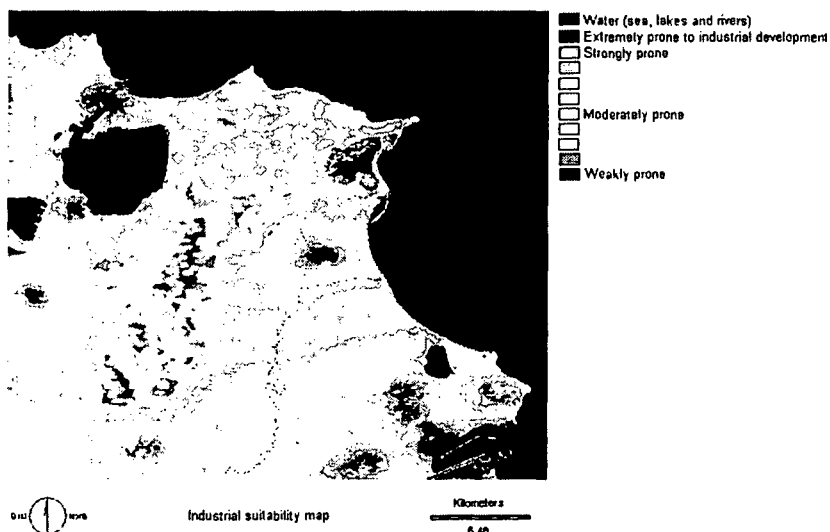 Water (sea, lakes and rivers)
Extremely prone to industrial development
Strongly prone
Moderately prone
Weakly prone
Industrial suitability map
Kilometers